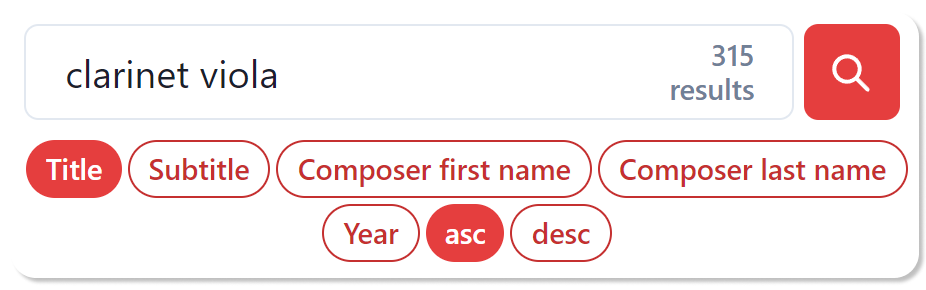 clarinet viola
315
results
Title Subtitle Composer first name Composer last name
Year asc desc